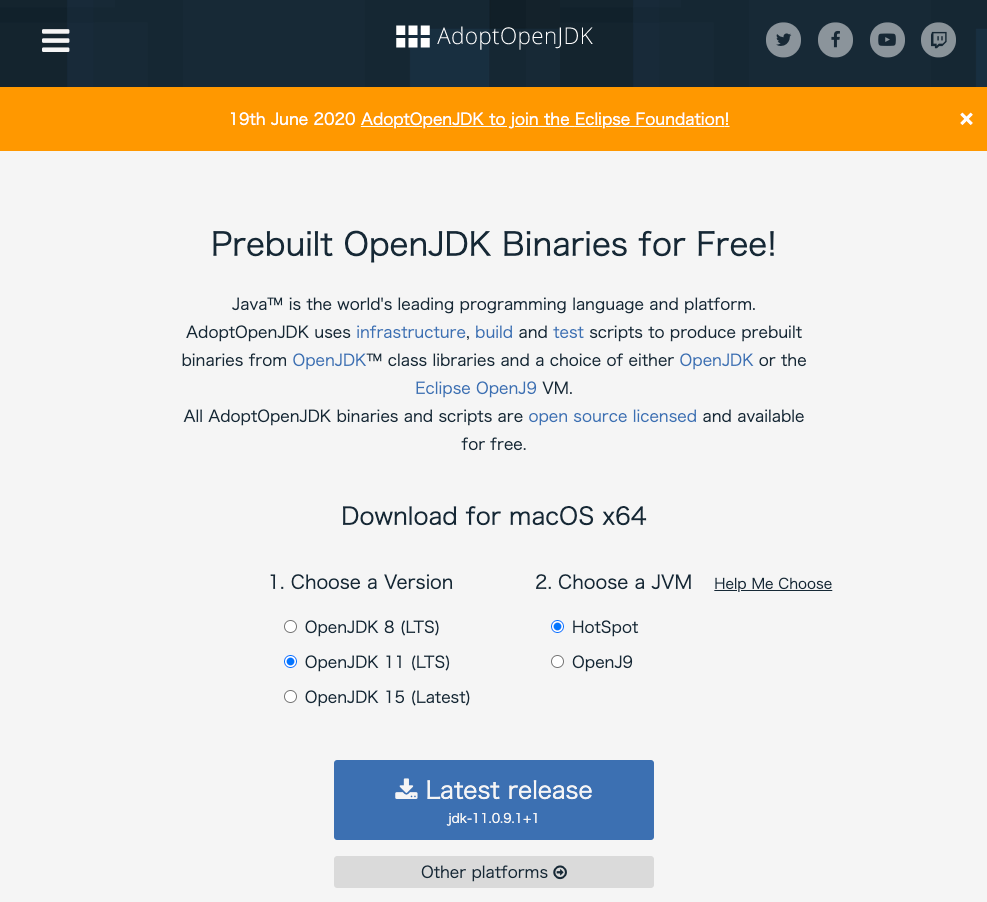 AdoptOpenJDK
19th June 2020 AdoptOpenJDK to join the Eclipse Foundation!
Prebuilt OpenJDK Binaries for Free!
Java™ is the world's leading programming language and platform.
AdoptOpenJDK uses infrastructure, build and test scripts to produce prebuilt
binaries from OpenJDK™ class libraries and a choice of either OpenJDK or the
Eclipse OpenJ9 VM.
All AdoptOpenJDK binaries and scripts are open source licensed and available
for free.
Download for macOS x64
1. Choose a Version
OpenJDK 8 (LTS)
OpenJDK 11 (LTS)
OpenJDK 15 (Latest)
2. Choose a JVM
Help Me Choose
HotSpot
OpenJ9
Latest release
jdk-11.0.9.1+1
Other platforms